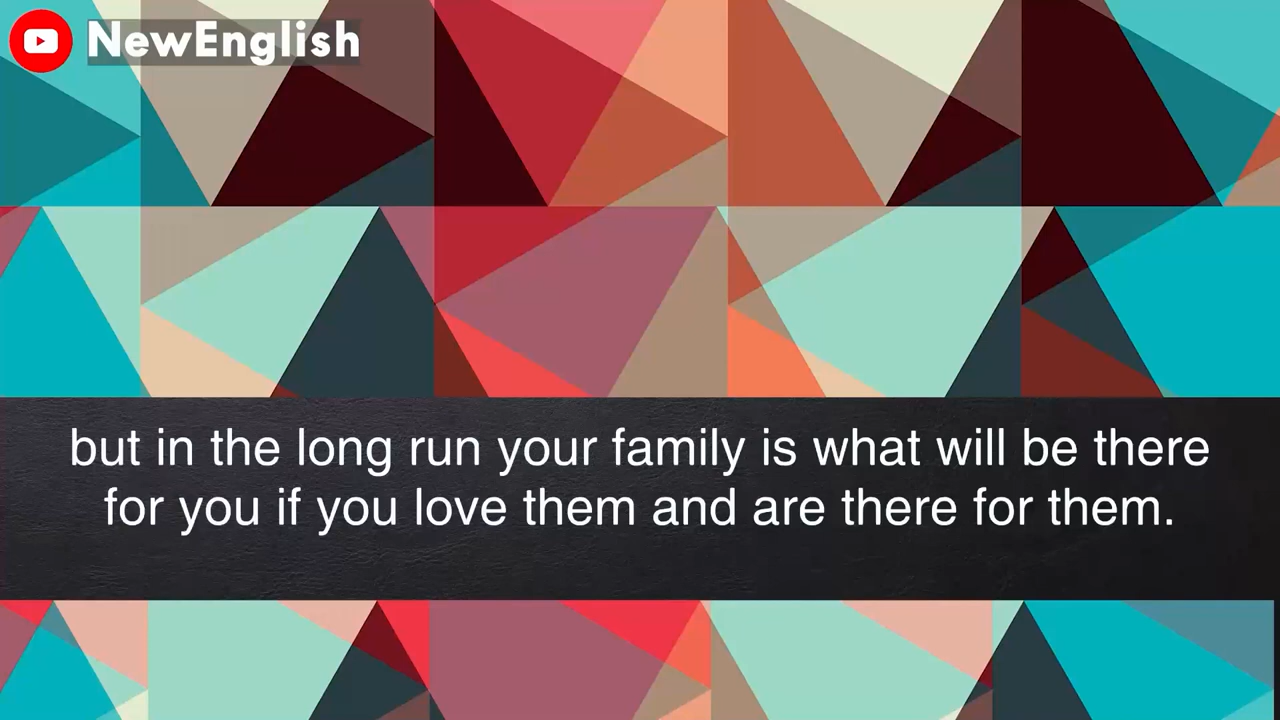 NewEnglish
but in the long run your family is what will be there
for you if you love them and are there for them.